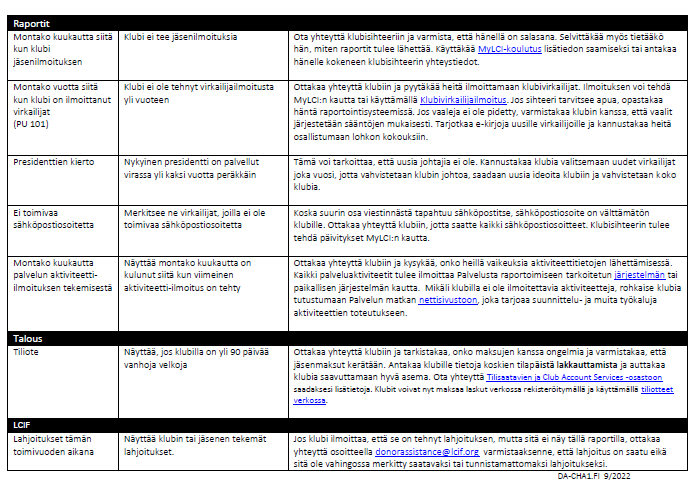 Raportit
Montako kuukautta siitä
kun klubi
jäsenilmoituksen
Klubi ei tee jäsenilmoituksia
Ota yhteyttä klubisihteeriin ja varmista, että hänellä on salasana. Selvittäkää myös tietääkö
hän, miten raportit tulee lähettää. Käyttäkää MyLCI-koulutus lisätiedon saamiseksi tai antakaa
hänelle kokeneen klubisihteerin yhteystiedot.
Montako vuotta siitä
kun klubi on ilmoittanut
virkailijat
(PU 101)
Klubi ei ole tehnyt virkailijailmoitusta
yli vuoteen
Ottakaa yhteyttä klubiin ja pyytäkää heitä ilmoittamaan klubivirkailijat. Ilmoituksen voi tehdä
MyLCI:n kautta tai käyttämällä Klubivirkailijailmoitus. Jos sihteeri tarvitsee apua, opastakaa
häntä raportointisysteemissä. Jos vaaleja ei ole pidetty, varmistakaa klubin kanssa, että vaalit
järjestetään sääntöjen mukaisesti. Tarjotkaa e-kirjoja uusille virkailijoille ja kannustakaa heitä
osallistumaan lohkon kokouksiin.
Presidenttien kierto
Nykyinen presidentti on palvellut
virassa yli kaksi vuotta peräkkäin
Tämä voi tarkoittaa, että uusia johtajia ei ole. Kannustakaa klubia valitsemaan uudet virkailijat
joka vuosi, jotta vahvistetaan klubin johtoa, saadaan uusia ideoita klubiin ja vahvistetaan koko
klubia.
Ei toimivaa
sähköpostiosoitetta
Merkitsee ne virkailijat, joilla ei ole
toimivaa sähköpostiosoitetta
Koska suurin osa viestinnästä tapahtuu sähköpostitse, sähköpostiosoite on välttämätön
klubille. Ottakaa yhteyttä klubiin, jotta saatte kaikki sähköpostiosoitteet. Klubisihteerin tulee
tehdä päivitykset MyLCI:n kautta.
Montako kuukautta
palvelun aktiviteetti-
ilmoituksen tekemisestä
Näyttää montako kuukautta on
kulunut siitä kun viimeinen
aktiviteetti-ilmoitus on tehty
Ottakaa yhteyttä klubiin ja kysykää, onko heillä vaikeuksia aktiviteettitietojen lähettämisessä.
Kaikki palveluaktiviteetit tulee ilmoittaa Palvelusta raportoimiseen tarkoitetun järjestelmän tai
paikallisen järjestelmän kautta. Mikäli klubilla ei ole ilmoitettavia aktiviteetteja, rohkaise klubia
tutustumaan Palvelun matkan nettisivustoon, joka tarjoaa suunnittelu- ja muita työkaluja
aktiviteettien toteutukseen.
Talous
Tiliote
Näyttää, jos klubilla on yli 90 päivää
vanhoja velkoja
Ottakaa yhteyttä klubiin ja tarkistakaa, onko maksujen kanssa ongelmia ja varmistakaa, että
jäsenmaksut kerätään. Antakaa klubille tietoja koskien tilapäistä lakkauttamista ja auttakaa
klubia saavuttamaan hyvä asema. Ota yhteyttä Tilisaatavien ja Club Account Services -osastoon
saadaksesi lisätietoja. Klubit voivat nyt maksaa laskut verkossa rekisteröitymällä ja käyttämällä tiliotteet
verkossa.
LCIF
Lahjoitukset tämän
toimivuoden aikana
Näyttää klubin tai jäsenen tekemät
lahjoitukset.
Jos klubi ilmoittaa, että se on tehnyt lahjoituksen, mutta sitä ei näy tällä raportilla, ottakaa
yhteyttä osoitteella donorassistance@lcif.org varmistaaksenne, että lahjoitus on saatu eikä
sitä ole vahingossa merkitty saatavaksi tai tunnistamattomaksi lahjoitukseksi.
DA-CHA1.FI 9/2022